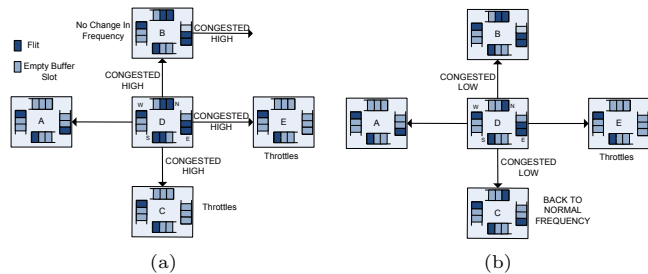 No Change In
Frequency
B
CONGESTED
HIGH
Flit
Empty Buffer
Slot
CONGESTED
HIGH
A
W
N
D
S
E
CONGESTED
HIGH
E
Throttles
CONGESTED
HIGH
C
Throttles
(a)
B
CONGESTED
LOW
A
W
N
D
S
E
E
Throttles
CONGESTED
LOW
C
BACK TO
NORMAL
FREQUENCY
(b)